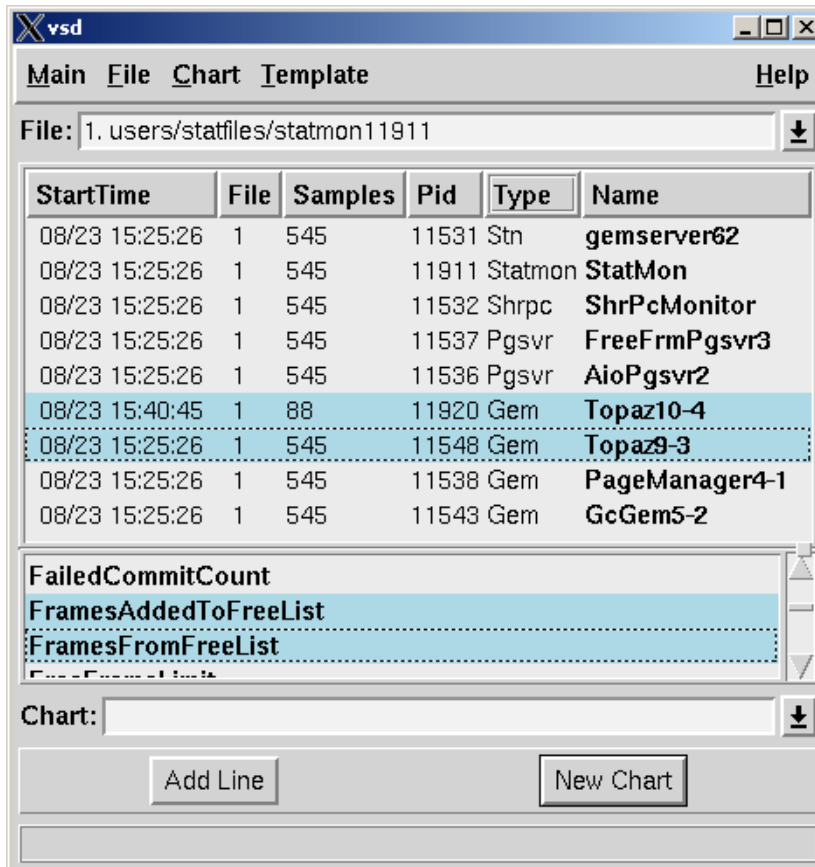 vsd
Main File Chart Template Help
File: 1. users/statfiles/statmon11911
StartTime File Samples Pid Type Name
08/23 15:25:26 1 545 11531 Stn gemserver62
08/23 15:25:26 1 545 11911 Statmon StatMon
08/23 15:25:26 1 545 11532 Shrpc ShrPcMonitor
08/23 15:25:26 1 545 11537 Pgsvr FreeFrmPgsvr3
08/23 15:25:26 1 545 11536 Pgsvr AioPgsvr2
08/23 15:40:45 1 88 11920 Gem Topaz10-4
08/23 15:25:26 1 545 11548 Gem Topaz9-3
08/23 15:25:26 1 545 11538 Gem PageManager4-1
08/23 15:25:26 1 545 11543 Gem GcGem5-2
FailedCommitCount
FramesAddedToFreeList
FramesFromFreeList
Chart:
Add Line New Chart